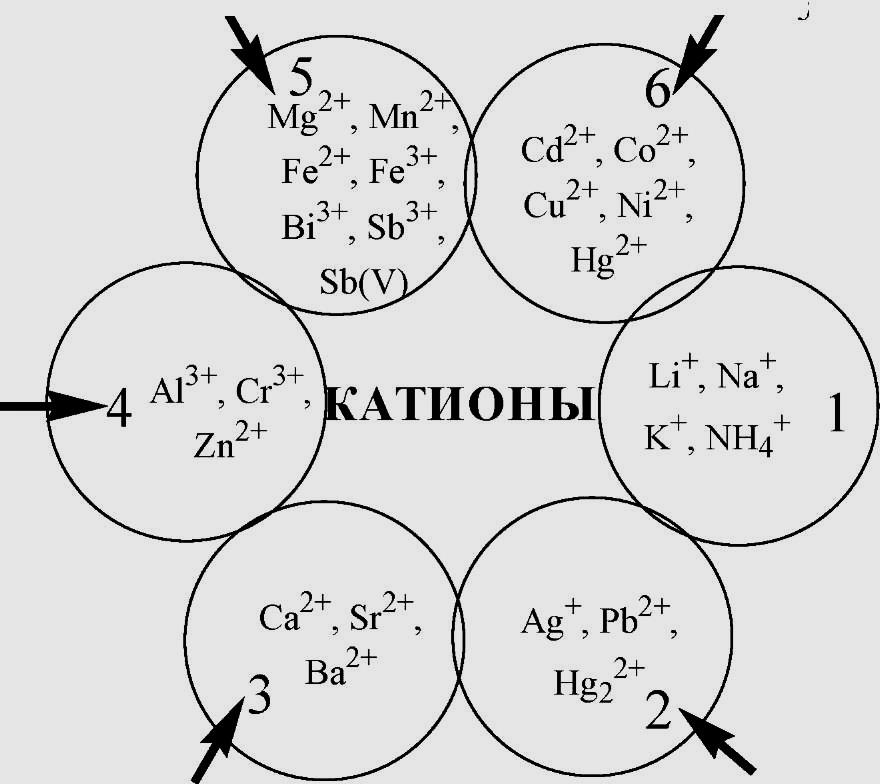 5
Mg²⁺, Mn²⁺,
Fe²⁺, Fe³⁺,
Bi³⁺, Sb³⁺,
Sb(V)
6
Cd²⁺, Co²⁺,
Cu²⁺, Ni²⁺,
Hg²⁺
4
Al³⁺, Cr³⁺,
Zn²⁺
КАТИОНЫ
Li⁺, Na⁺,
K⁺, NH4⁺
1
Ca²⁺, Sr²⁺,
Ba²⁺
3
Ag⁺, Pb²⁺,
Hg₂²⁺
2